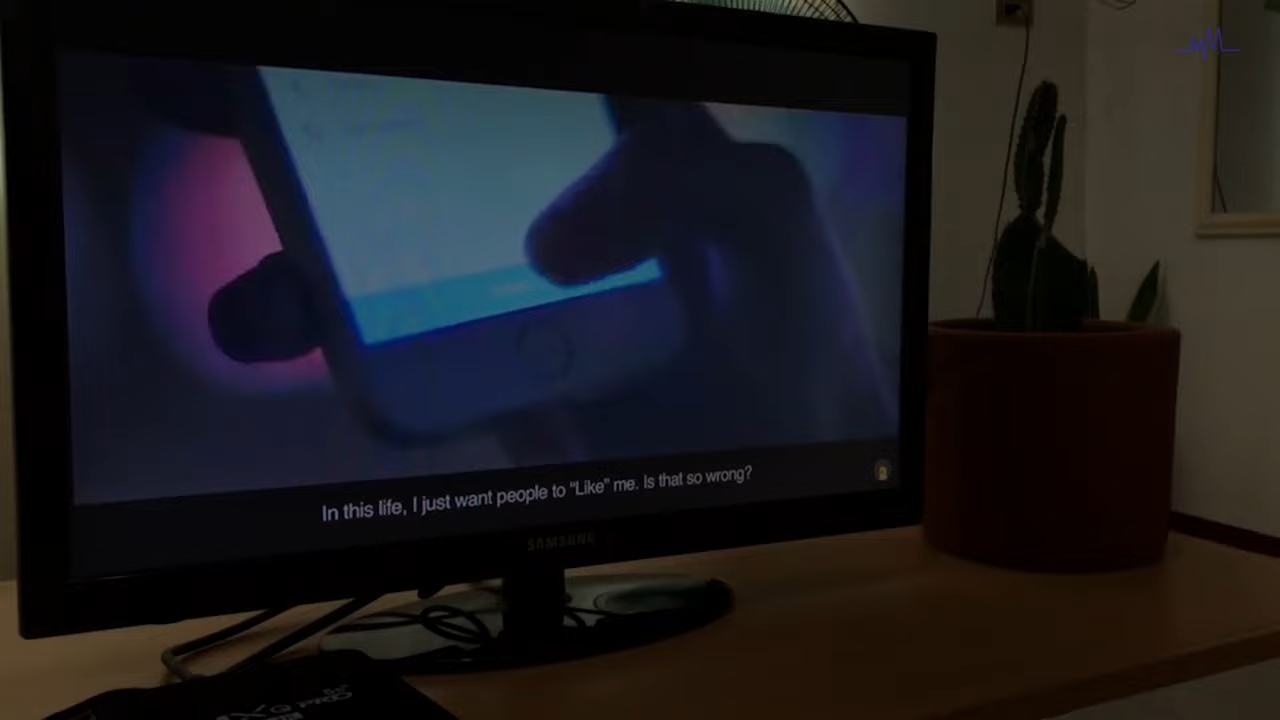 In this life, I just want people to “Like” me. Is that so wrong?
SAMSUNG